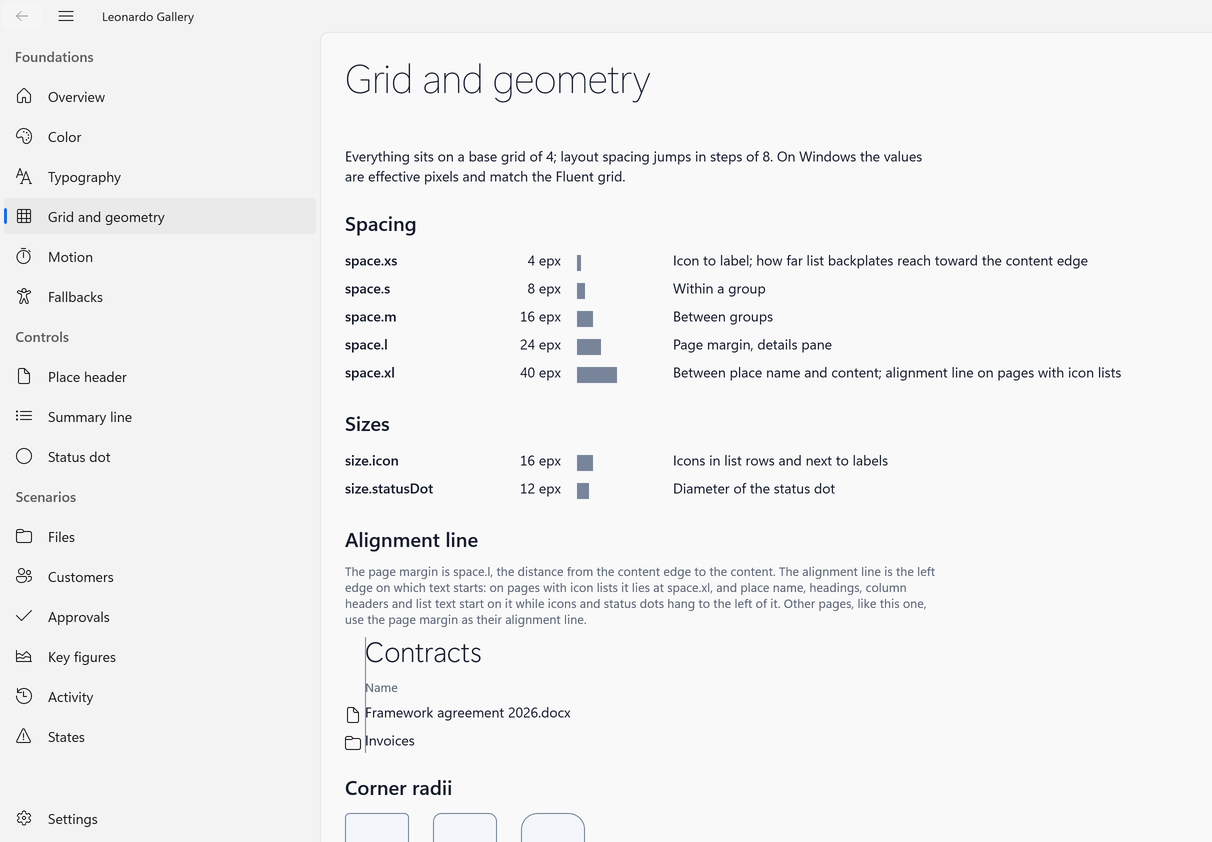 Leonardo Gallery
Foundations
Overview
Color
Typography
Grid and geometry
Motion
Fallbacks
Controls
Place header
Summary line
Status dot
Scenarios
Files
Customers
Approvals
Key figures
Activity
States
Settings
Grid and geometry
Everything sits on a base grid of 4; layout spacing jumps in steps of 8. On Windows the values
are effective pixels and match the Fluent grid.
Spacing
space.xs 4 epx Icon to label; how far list backplates reach toward the content edge
space.s 8 epx Within a group
space.m 16 epx Between groups
space.l 24 epx Page margin, details pane
space.xl 40 epx Between place name and content; alignment line on pages with icon lists
Sizes
size.icon 16 epx Icons in list rows and next to labels
size.statusDot 12 epx Diameter of the status dot
Alignment line
The page margin is space.l, the distance from the content edge to the content. The alignment line is the left
edge on which text starts: on pages with icon lists it lies at space.xl, and place name, headings, column
headers and list text start on it while icons and status dots hang to the left of it. Other pages, like this one,
use the page margin as their alignment line.
Contracts
Name
Framework agreement 2026.docx
Invoices
Corner radii